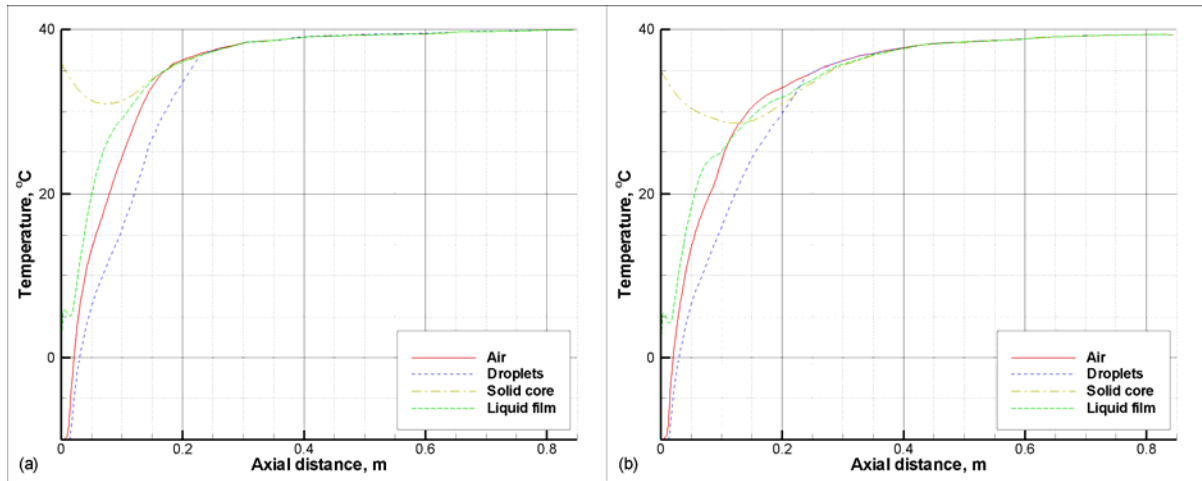 40
20
0
Temperature, °C
Air
Droplets
Solid core
Liquid film
0
0.2
0.4
0.6
0.8
(a)
Axial distance, m
40
20
0
Temperature, °C
Air
Droplets
Solid core
Liquid film
0
0.2
0.4
0.6
0.8
(b)
Axial distance, m